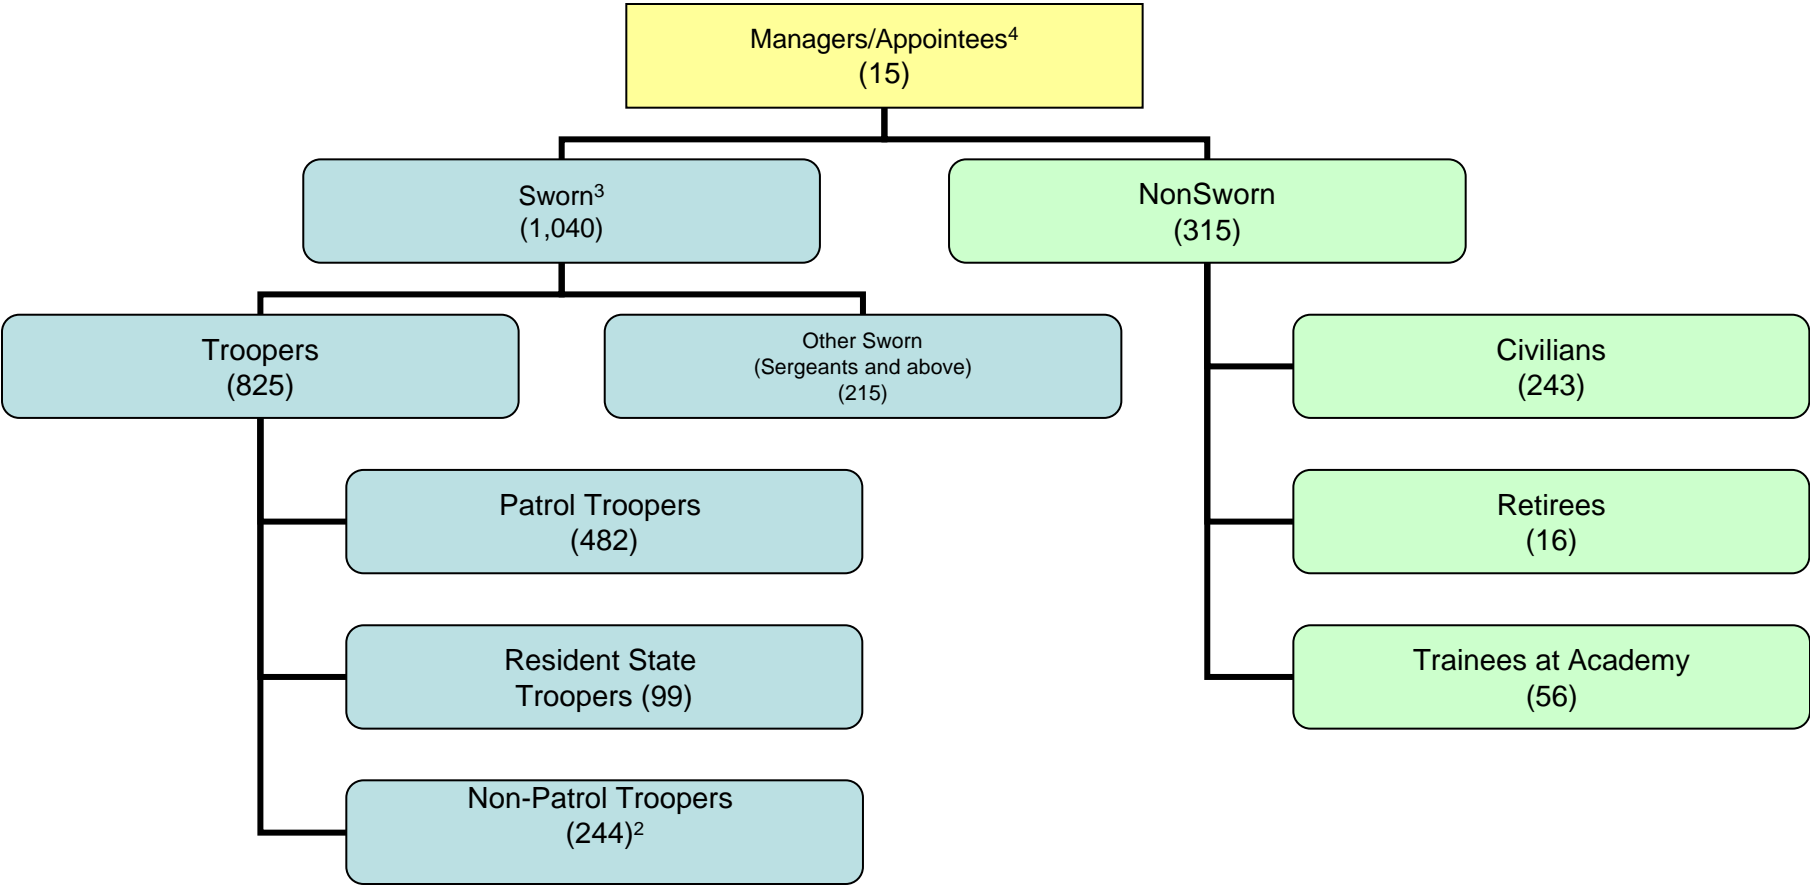 Managers/Appointees⁴
(15)
Sworn³
(1,040)
NonSworn
(315)
Troopers
(825)
Other Sworn
(Sergeants and above)
(215)
Civilians
(243)
Patrol Troopers
(482)
Retirees
(16)
Resident State
Troopers (99)
Trainees at Academy
(56)
Non-Patrol Troopers
(244)²